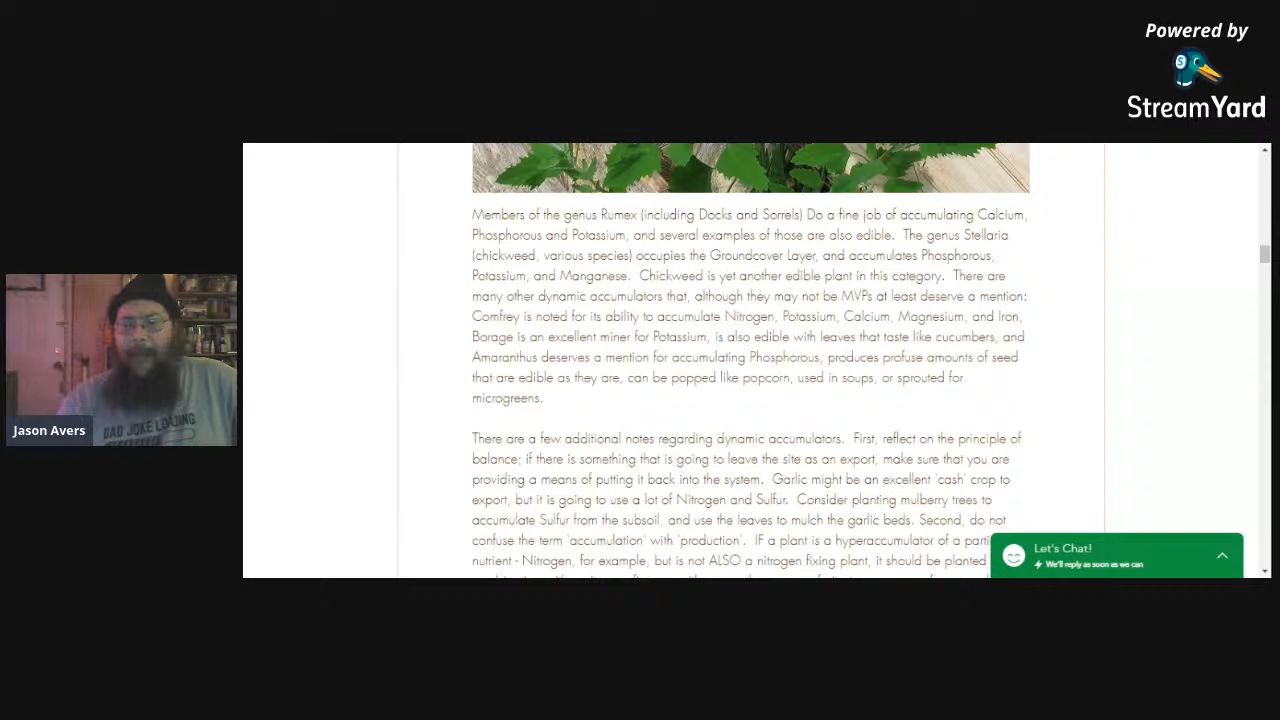 Powered by
StreamYard
Members of the genus Rumex (including Docks and Sorrels) Do a fine job of accumulating Calcium,
Phosphorous and Potassium, and several examples of those are also edible.  The genus Stellaria
(chickweed, various species) occupies the Groundcover Layer, and accumulates Phosphorous,
Potassium, and Manganese.  Chickweed is yet another edible plant in this category.  There are
many other dynamic accumulators that, although they may not be MVPs at least deserve a mention:
Comfrey is noted for its ability to accumulate Nitrogen, Potassium, Calcium, Magnesium, and Iron,
Borage is an excellent miner for Potassium, is also edible with leaves that taste like cucumbers, and
Amaranthus deserves a mention for accumulating Phosphorous, produces profuse amounts of seed
that are edible as they are, can be popped like popcorn, used in soups, or sprouted for
microgreens.
There are a few additional notes regarding dynamic accumulators.  First, reflect on the principle of
balance; if there is something that is going to leave the site as an export, make sure that you are
providing a means of putting it back into the system.  Garlic might be an excellent 'cash' crop to
export, but it is going to use a lot of Nitrogen and Sulfur.  Consider planting mulberry trees to
accumulate Sulfur from the subsoil, and use the leaves to mulch the garlic beds. Second, do not
confuse the term 'accumulation' with 'production'.  IF a plant is a hyperaccumulator of a
nutrient - Nitrogen, for example, but is not ALSO a nitrogen fixing plant, it should be planted
Let's Chat!
We'll reply as soon as we can
BAD JOKE LOADING
Jason Avers